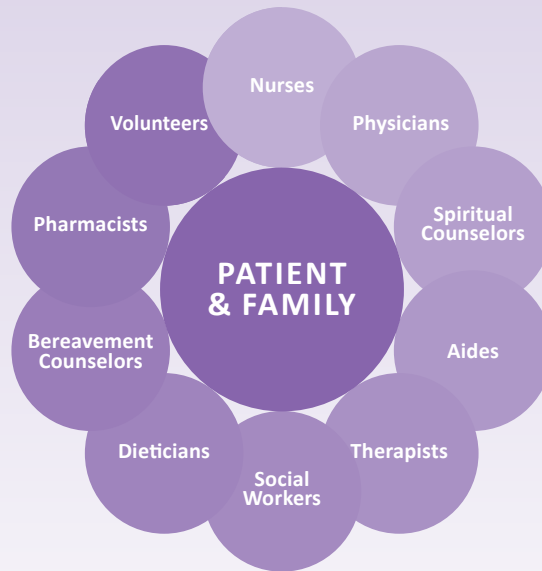 Nurses
Physicians
Spiritual
Counselors
Aides
Therapists
Social
Workers
Dieticians
Bereavement
Counselors
Pharmacists
Volunteers
PATIENT
& FAMILY